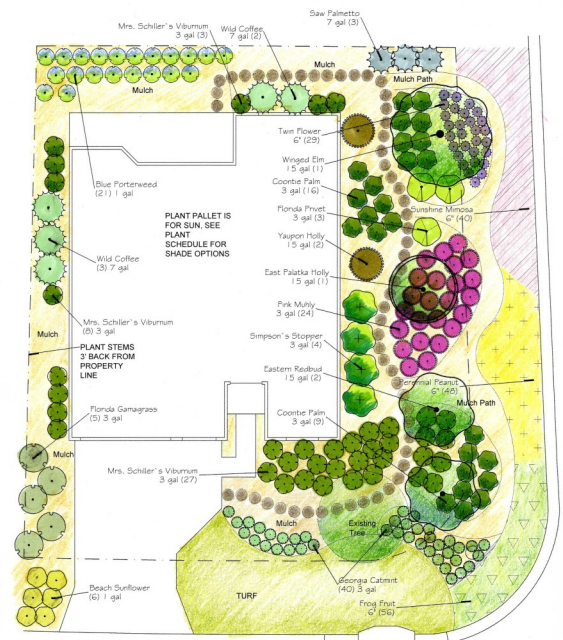 Saw Palmetto
7 gal (3)
Mrs. Schiller's Viburnum
3 gal (3)
Wild Coffee
7 gal (2)
Mulch
Mulch Path
Mulch
Twin Flower
6" (29)
Winged Elm
15 gal (1)
Coontie Palm
3 gal (16)
Blue Porterweed
(21) 1 gal
Florida Privet
3 gal (3)
Sunshine Mimosa
6" (40)
PLANT PALLET IS
FOR SUN, SEE
PLANT
SCHEDULE FOR
SHADE OPTIONS
Yaupon Holly
15 gal (2)
Wild Coffee
(3) 7 gal
East Palatka Holly
15 gal (1)
Pink Muhly
3 gal (24)
Mrs. Schiller's Viburnum
(8) 3 gal
Mulch
Simpson's Stopper
3 gal (4)
PLANT STEMS
3' BACK FROM
PROPERTY
LINE
Eastern Redbud
15 gal (2)
Perennial Peanut
6" (48)
Mulch Path
Florida Gamagrass
(5) 3 gal
Coontie Palm
3 gal (9)
Mulch
Mrs. Schiller's Viburnum
3 gal (27)
Mulch
Existing
Tree
Beach Sunflower
(6) 1 gal
Georgia Catmint
(40) 3 gal
TURF
Frog Fruit
6" (56)